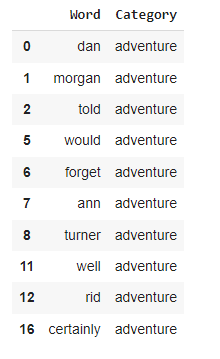 Word Category
0 dan adventure
1 morgan adventure
2 told adventure
5 would adventure
6 forget adventure
7 ann adventure
8 turner adventure
11 well adventure
12 rid adventure
16 certainly adventure